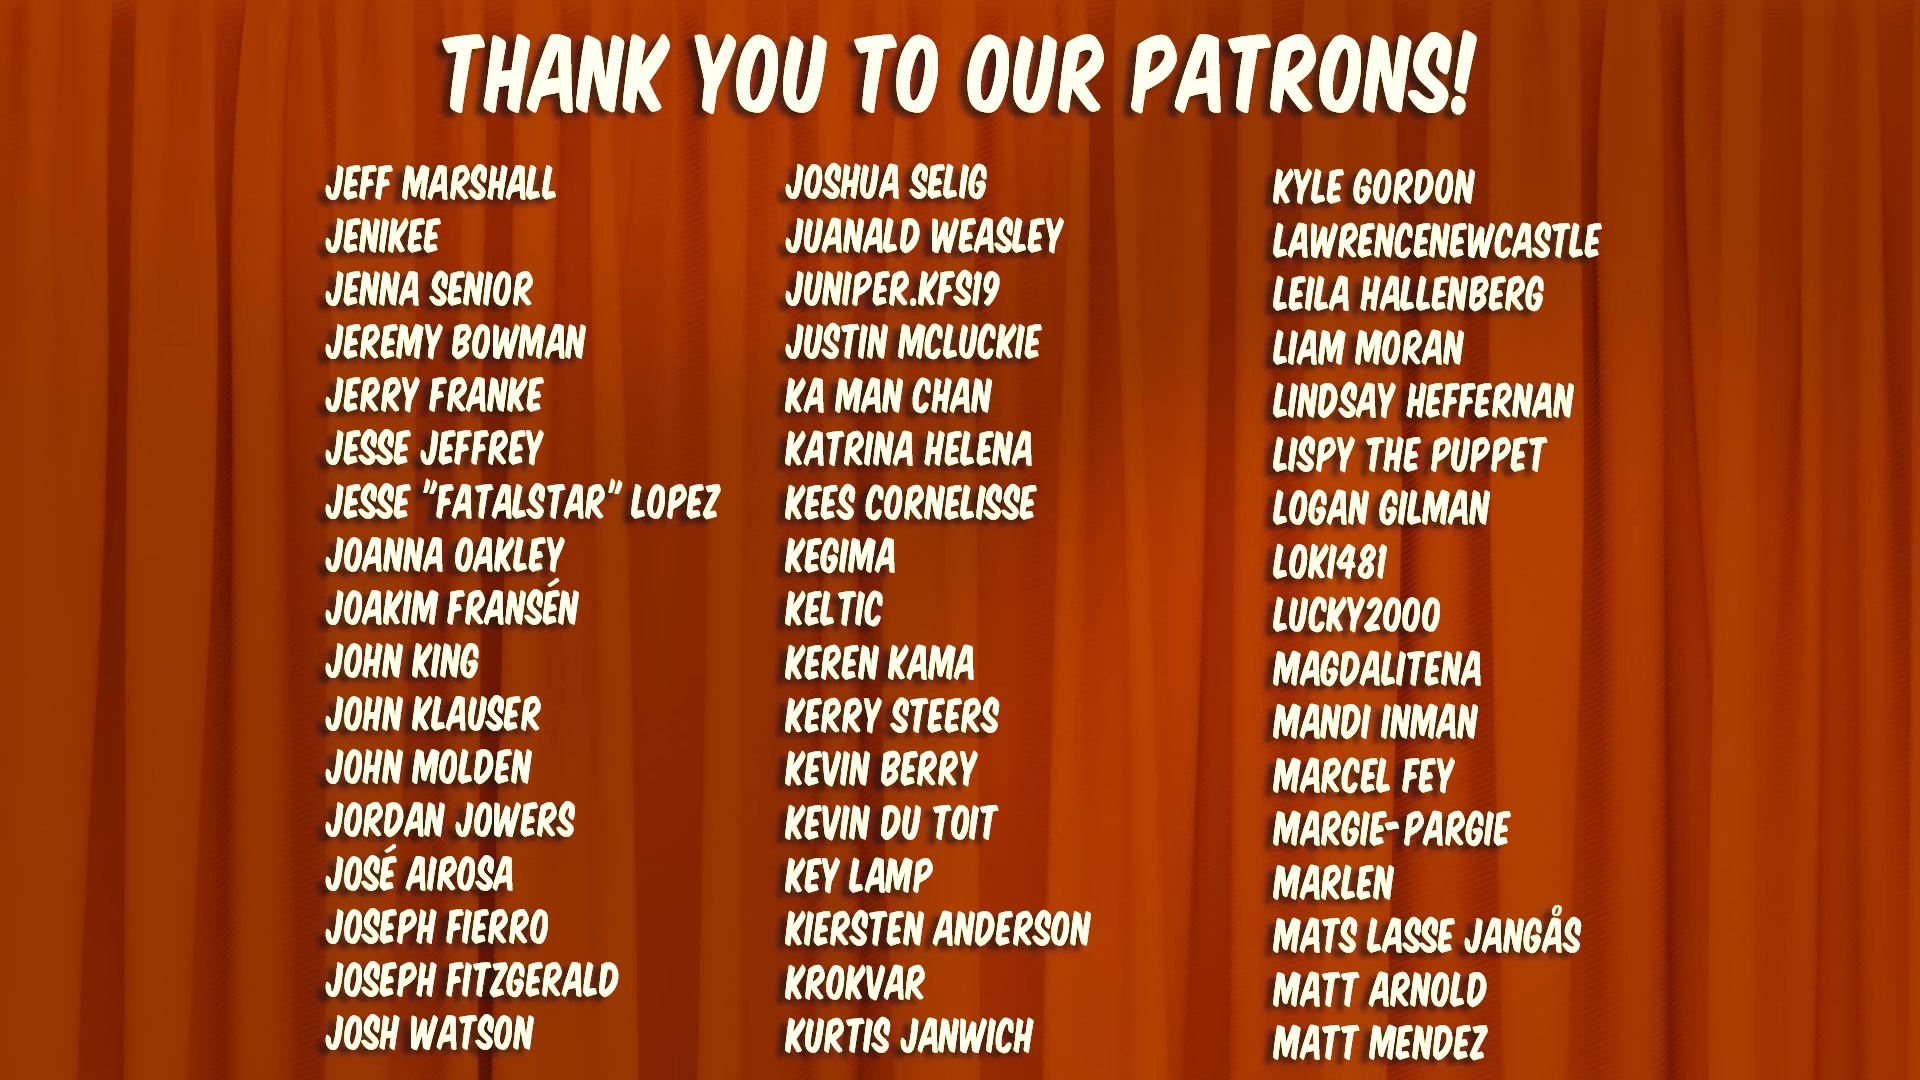 THANK YOU TO OUR PATRONS!
JEFF MARSHALL
JENIKEE
JENNA SENIOR
JEREMY BOWMAN
JERRY FRANKE
JESSE JEFFREY
JESSE "FATALSTAR" LOPEZ
JOANNA OAKLEY
JOAKIM FRANSÉN
JOHN KING
JOHN KLAUSER
JOHN MOLDEN
JORDAN JOWERS
JOSÉ AIROSA
JOSEPH FIERRO
JOSEPH FITZGERALD
JOSH WATSON
JOSHUA SELIG
JUANALD WEASLEY
JUNIPER.KFS19
JUSTIN MCLUCKIE
KA MAN CHAN
KATRINA HELENA
KEES CORNELISSE
KEGIMA
KELTIC
KEREN KAMA
KERRY STEERS
KEVIN BERRY
KEVIN DU TOIT
KEY LAMP
KIERSTEN ANDERSON
KROKVAR
KURTIS JANWICH
KYLE GORDON
LAWRENCENEWCASTLE
LEILA HALLENBERG
LIAM MORAN
LINDSAY HEFFERNAN
LISPY THE PUPPET
LOGAN GILMAN
LOKI481
LUCKY2000
MAGDALITENA
MANDI INMAN
MARCEL FEY
MARGIE-PARGIE
MARLEN
MATS LASSE JANGÅS
MATT ARNOLD
MATT MENDEZ